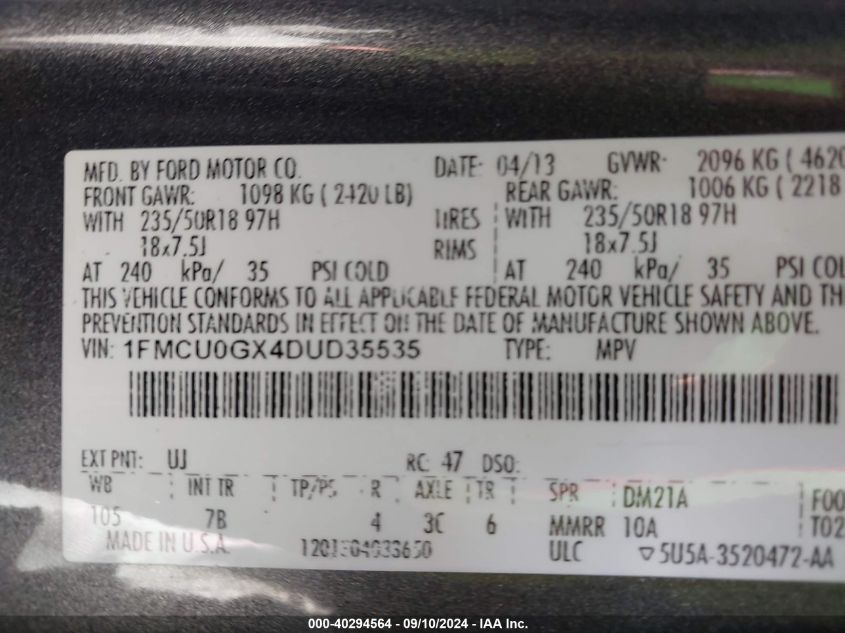 MFD. BY FORD MOTOR CO. DATE: 04/13 GVWR: 2096 KG ( 4620
FRONT GAWR: 1098 KG ( 2420 LB) REAR GAWR: 1006 KG ( 2218
WITH 235/50R18 97H TIRES WITH 235/50R18 97H
18x7.5J RIMS 18x7.5J
AT 240 kPa/ 35 PSI COLD AT 240 kPa/ 35 PSI COL
THIS VEHICLE CONFORMS TO ALL APPLICABLE FEDERAL MOTOR VEHICLE SAFETY AND TH
PREVENTION STANDARDS IN EFFECT ON THE DATE OF MANUFACTURE SHOWN ABOVE.
VIN: 1FMCU0GX4DUD35535 TYPE: MPV
EXT PNT: UJ RC: 47 DSO:
WB INT TR TP/PS R AXLE TR SPR DM21A F00
105 7B 4 3C 6 MMRR 10A T02
MADE IN U.S.A. ULC ▽5U5A-3520472-AA
000-40294564 - 09/10/2024 - IAA Inc.